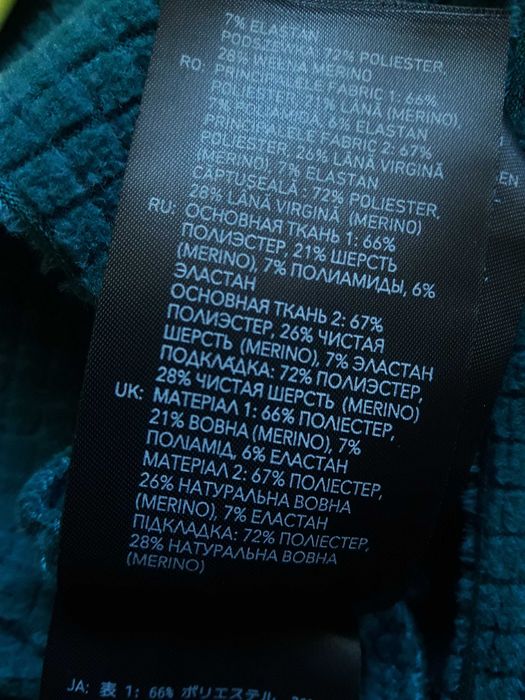 7% ELASTAN
PODSZEWKA: 72% POLIESTER,
28% WEŁNA MERINO
RO: PRINCIPALELE FABRIC 1: 66%
POLIESTER, 21% LÂNĂ (MERINO),
7% POLIAMIDĂ, 6% ELASTAN
PRINCIPALELE FABRIC 2: 67%
POLIESTER, 26% LÂNĂ VIRGINĂ
(MERINO), 7% ELASTAN
CĂPTUȘEALĂ : 72% POLIESTER,
28% LÂNĂ VIRGINĂ (MERINO)
RU: ОСНОВНАЯ ТКАНЬ 1: 66%
ПОЛИЭСТЕР, 21% ШЕРСТЬ
(MERINO), 7% ПОЛИАМИДЫ, 6%
ЭЛАСТАН
ОСНОВНАЯ ТКАНЬ 2: 67%
ПОЛИЭСТЕР, 26% ЧИСТАЯ
ШЕРСТЬ (MERINO), 7% ЭЛАСТАН
ПОДКЛАДКА: 72% ПОЛИЭСТЕР,
28% ЧИСТАЯ ШЕРСТЬ (MERINO)
UK: МАТЕРІАЛ 1: 66% ПОЛІЄСТЕР,
21% ВОВНА (MERINO), 7%
ПОЛІАМІД, 6% ЕЛАСТАН
МАТЕРІАЛ 2: 67% ПОЛІЕСТЕР,
26% НАТУРАЛЬНА ВОВНА
(MERINO), 7% ЕЛАСТАН
ПІДКЛАДКА: 72% ПОЛІЕСТЕР,
28% НАТУРАЛЬНА ВОВНА
(MERINO)
JA: 表 1: 66% ポリエステル
EN